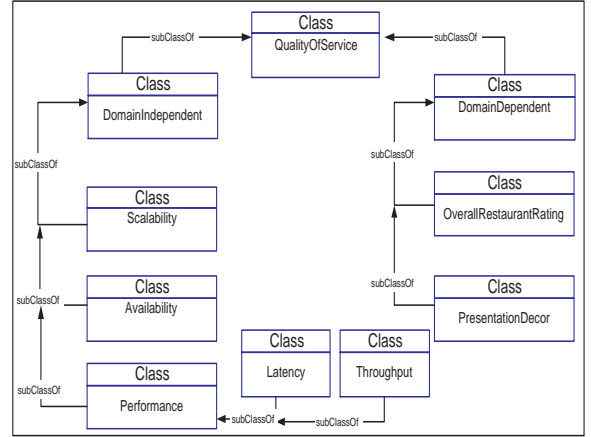 Class
QualityOfService
subClassOf
subClassOf
Class
DomainIndependent
Class
DomainDependent
subClassOf
subClassOf
Class
Scalability
Class
OverallRestaurantRating
subClassOf
subClassOf
Class
Availability
Class
PresentationDecor
Class
Latency
Class
Throughput
Class
Performance
subClassOf
subClassOf
subClassOf